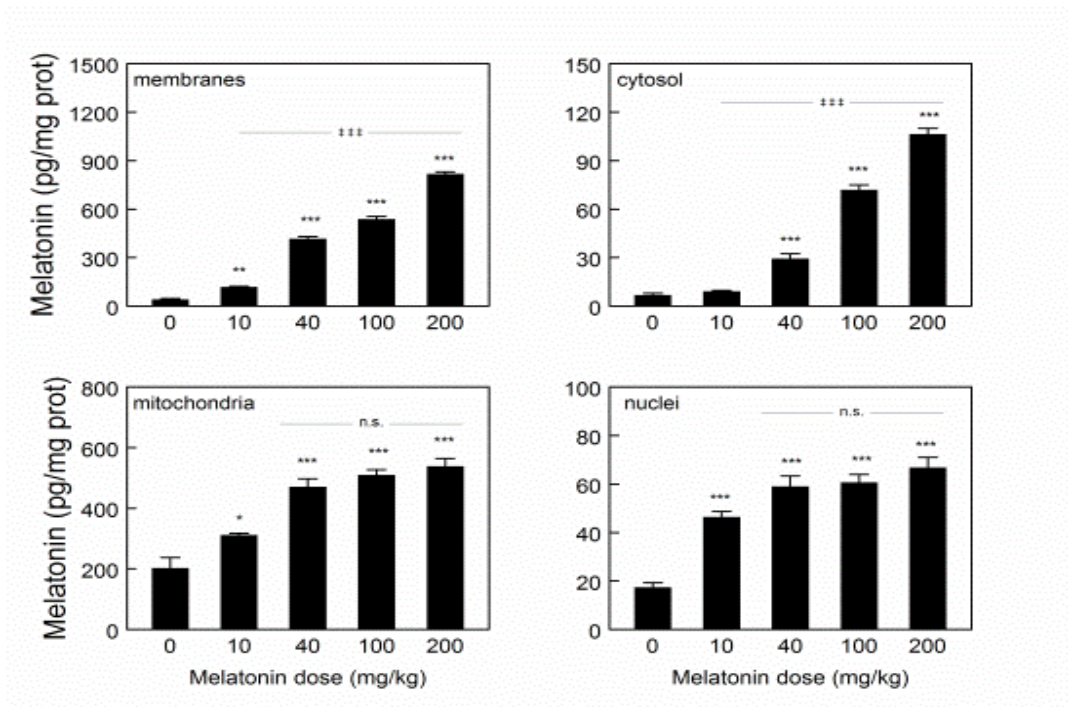 membranes
Melatonin (pg/mg prot)
1500
1200
900
600
300
0
‡‡‡
**
***
***
***
0 10 40 100 200
cytosol
150
120
90
60
30
0
‡‡‡
***
***
***
0 10 40 100 200
mitochondria
Melatonin (pg/mg prot)
800
600
400
200
0
n.s.
*
***
***
***
0 10 40 100 200
Melatonin dose (mg/kg)
nuclei
100
80
60
40
20
0
n.s.
***
***
***
***
0 10 40 100 200
Melatonin dose (mg/kg)